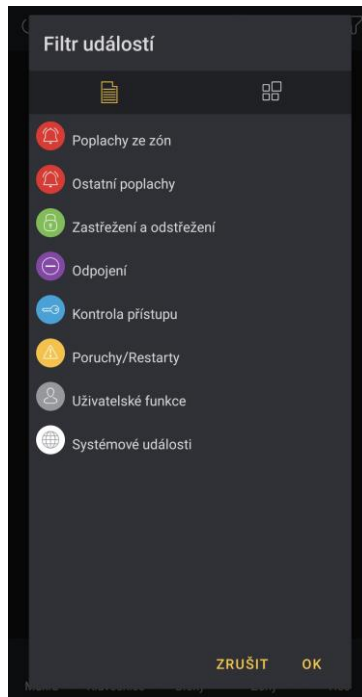 Filtr událostí
Poplachy ze zón
Ostatní poplachy
Zastřežení a odstřežení
Odpojení
Kontrola přístupu
Poruchy/Restarty
Uživatelské funkce
Systémové události
ZRUŠIT OK